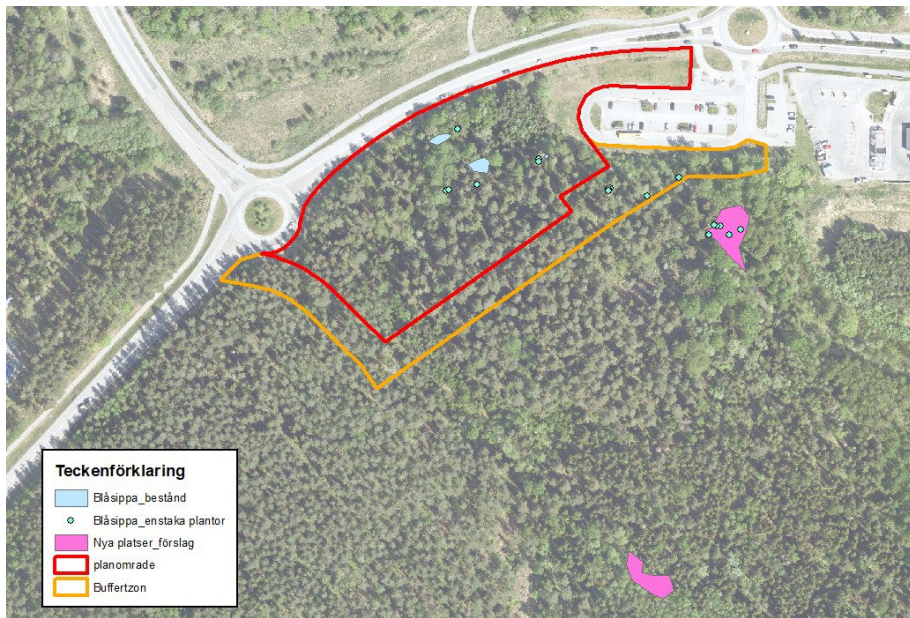 Teckenförklaring
Blåsippa_bestånd
Blåsippa_enstaka plantor
Nya platser_förslag
planomrade
Buffertzon